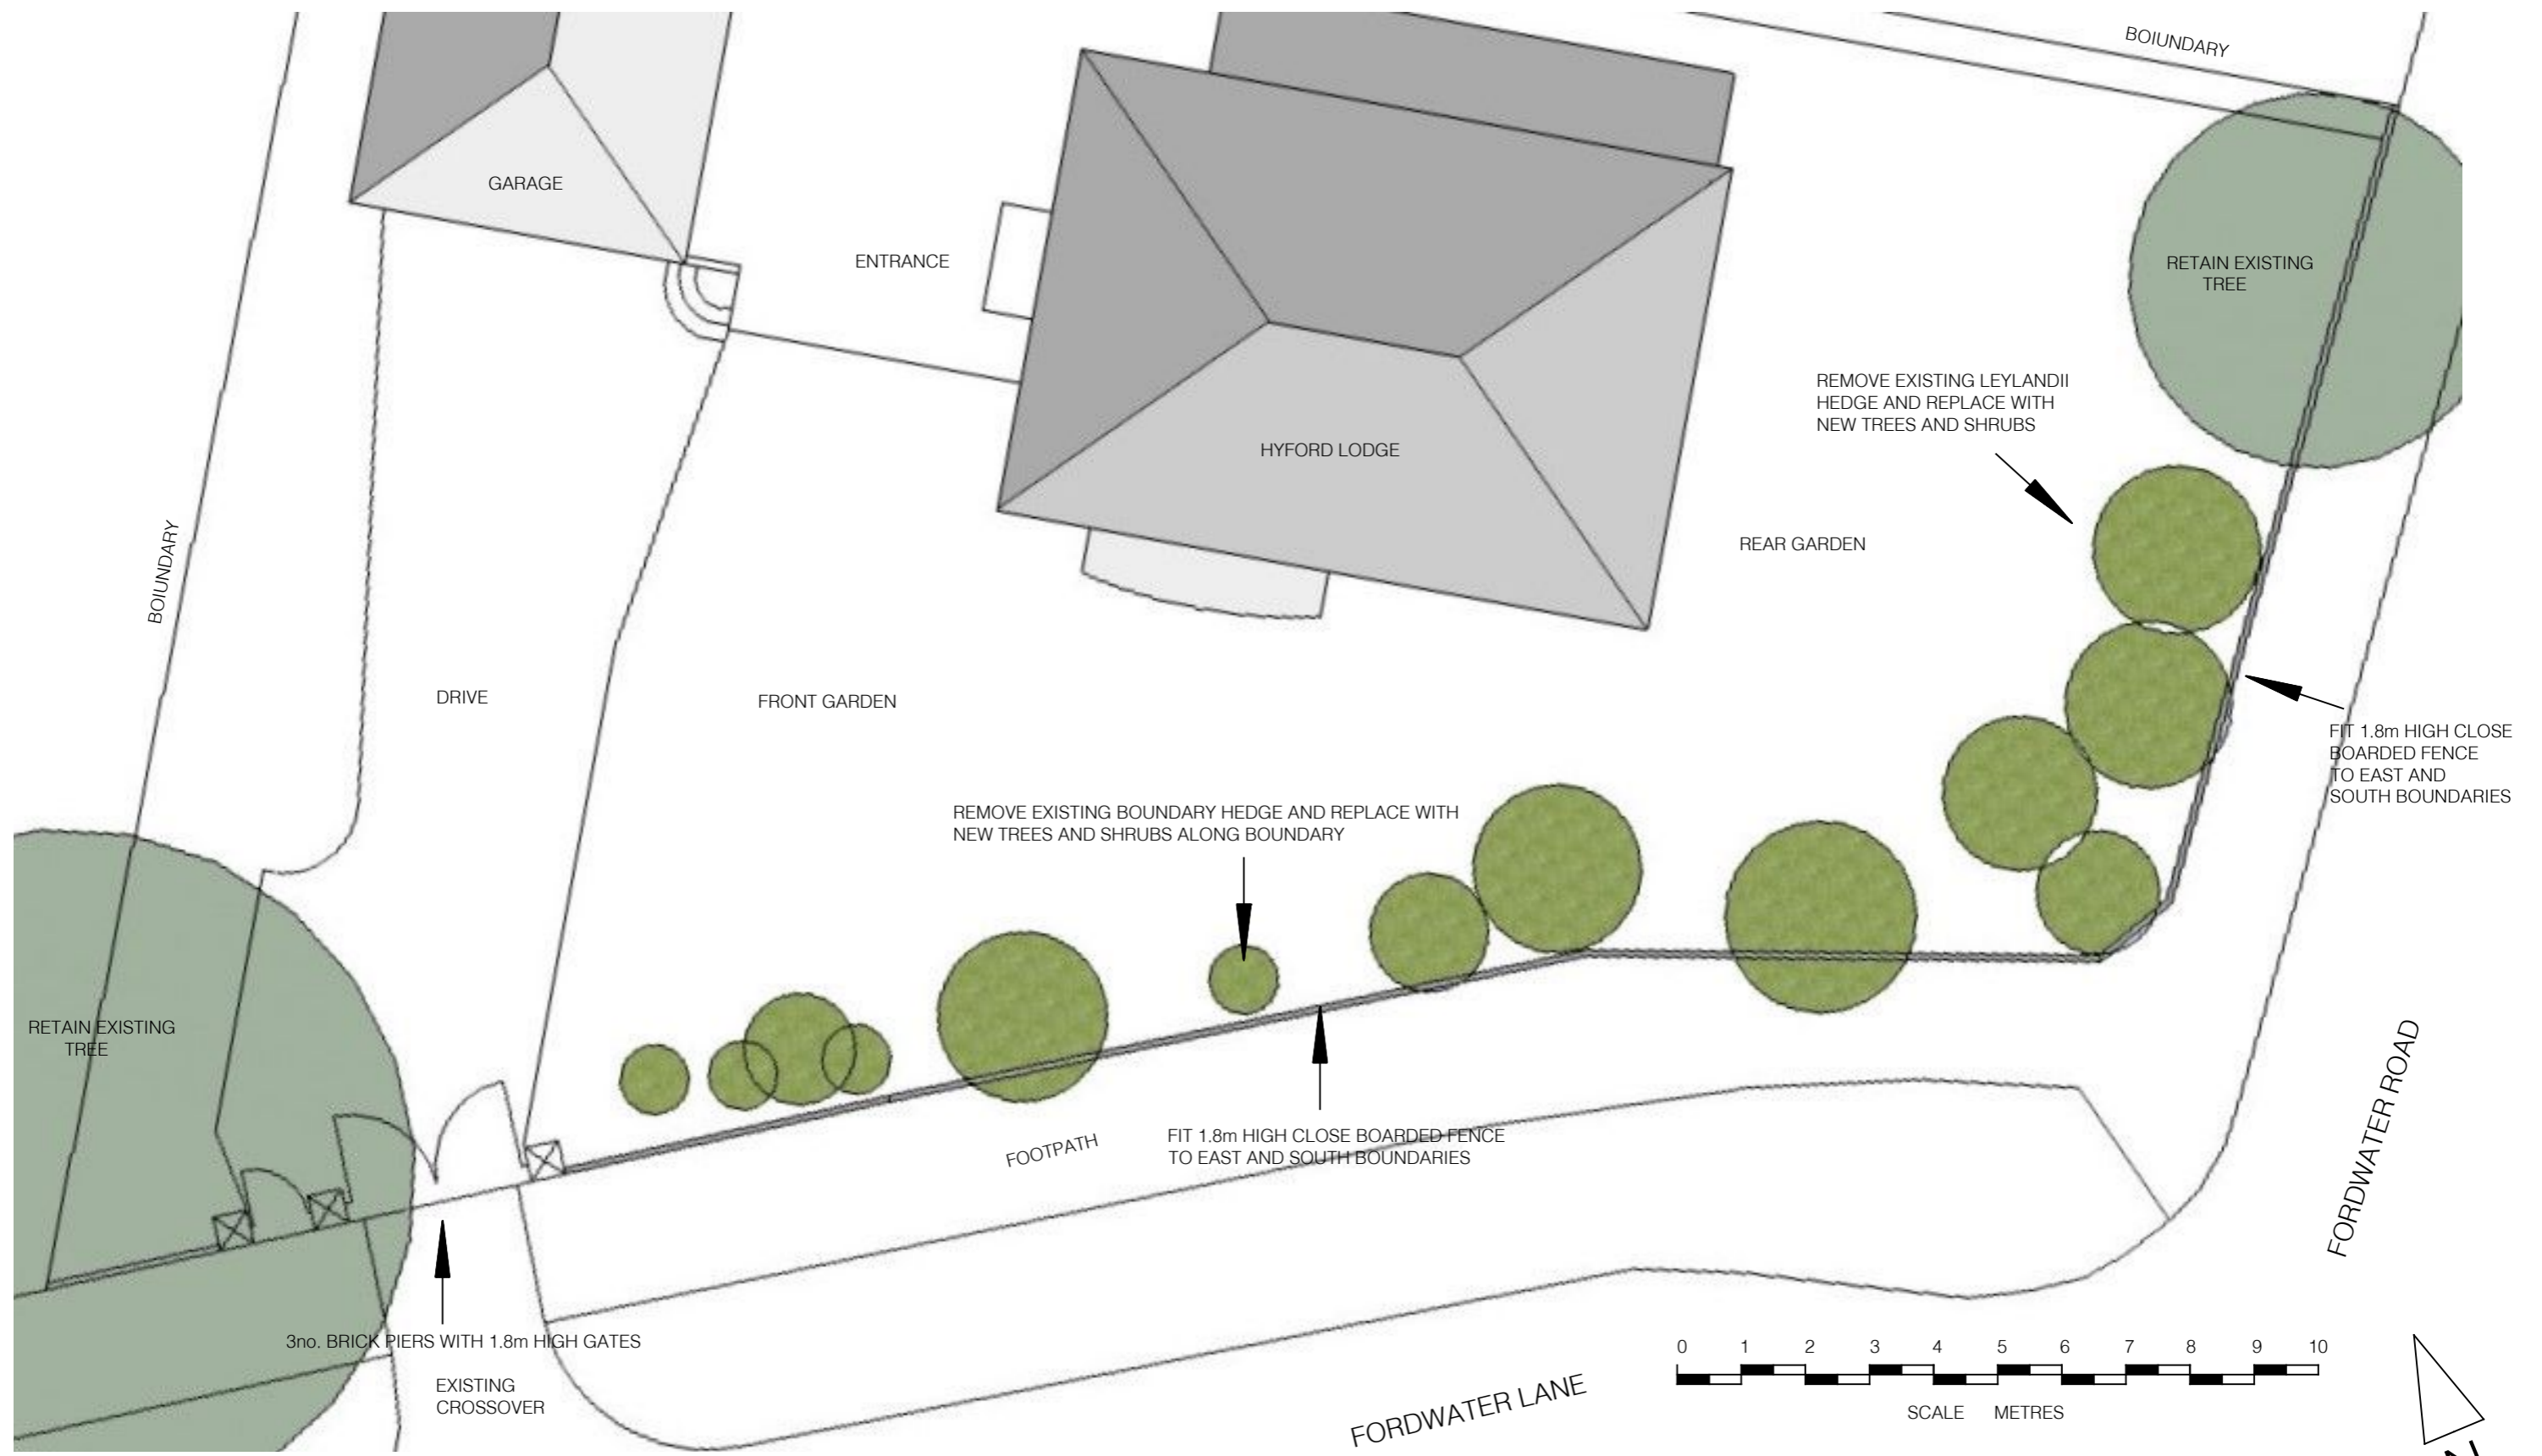 BOIUNDARY
GARAGE
ENTRANCE
RETAIN EXISTING
TREE
REMOVE EXISTING LEYLANDII
HEDGE AND REPLACE WITH
NEW TREES AND SHRUBS
HYFORD LODGE
REAR GARDEN
BOIUNDARY
DRIVE
FRONT GARDEN
FIT 1.8m HIGH CLOSE
BOARDED FENCE
TO EAST AND
SOUTH BOUNDARIES
REMOVE EXISTING BOUNDARY HEDGE AND REPLACE WITH
NEW TREES AND SHRUBS ALONG BOUNDARY
RETAIN EXISTING
TREE
FOOTPATH
FIT 1.8m HIGH CLOSE BOARDED FENCE
TO EAST AND SOUTH BOUNDARIES
FORDWATER ROAD
3no. BRICK PIERS WITH 1.8m HIGH GATES
EXISTING
CROSSOVER
FORDWATER LANE
0 1 2 3 4 5 6 7 8 9 10
SCALE METRES